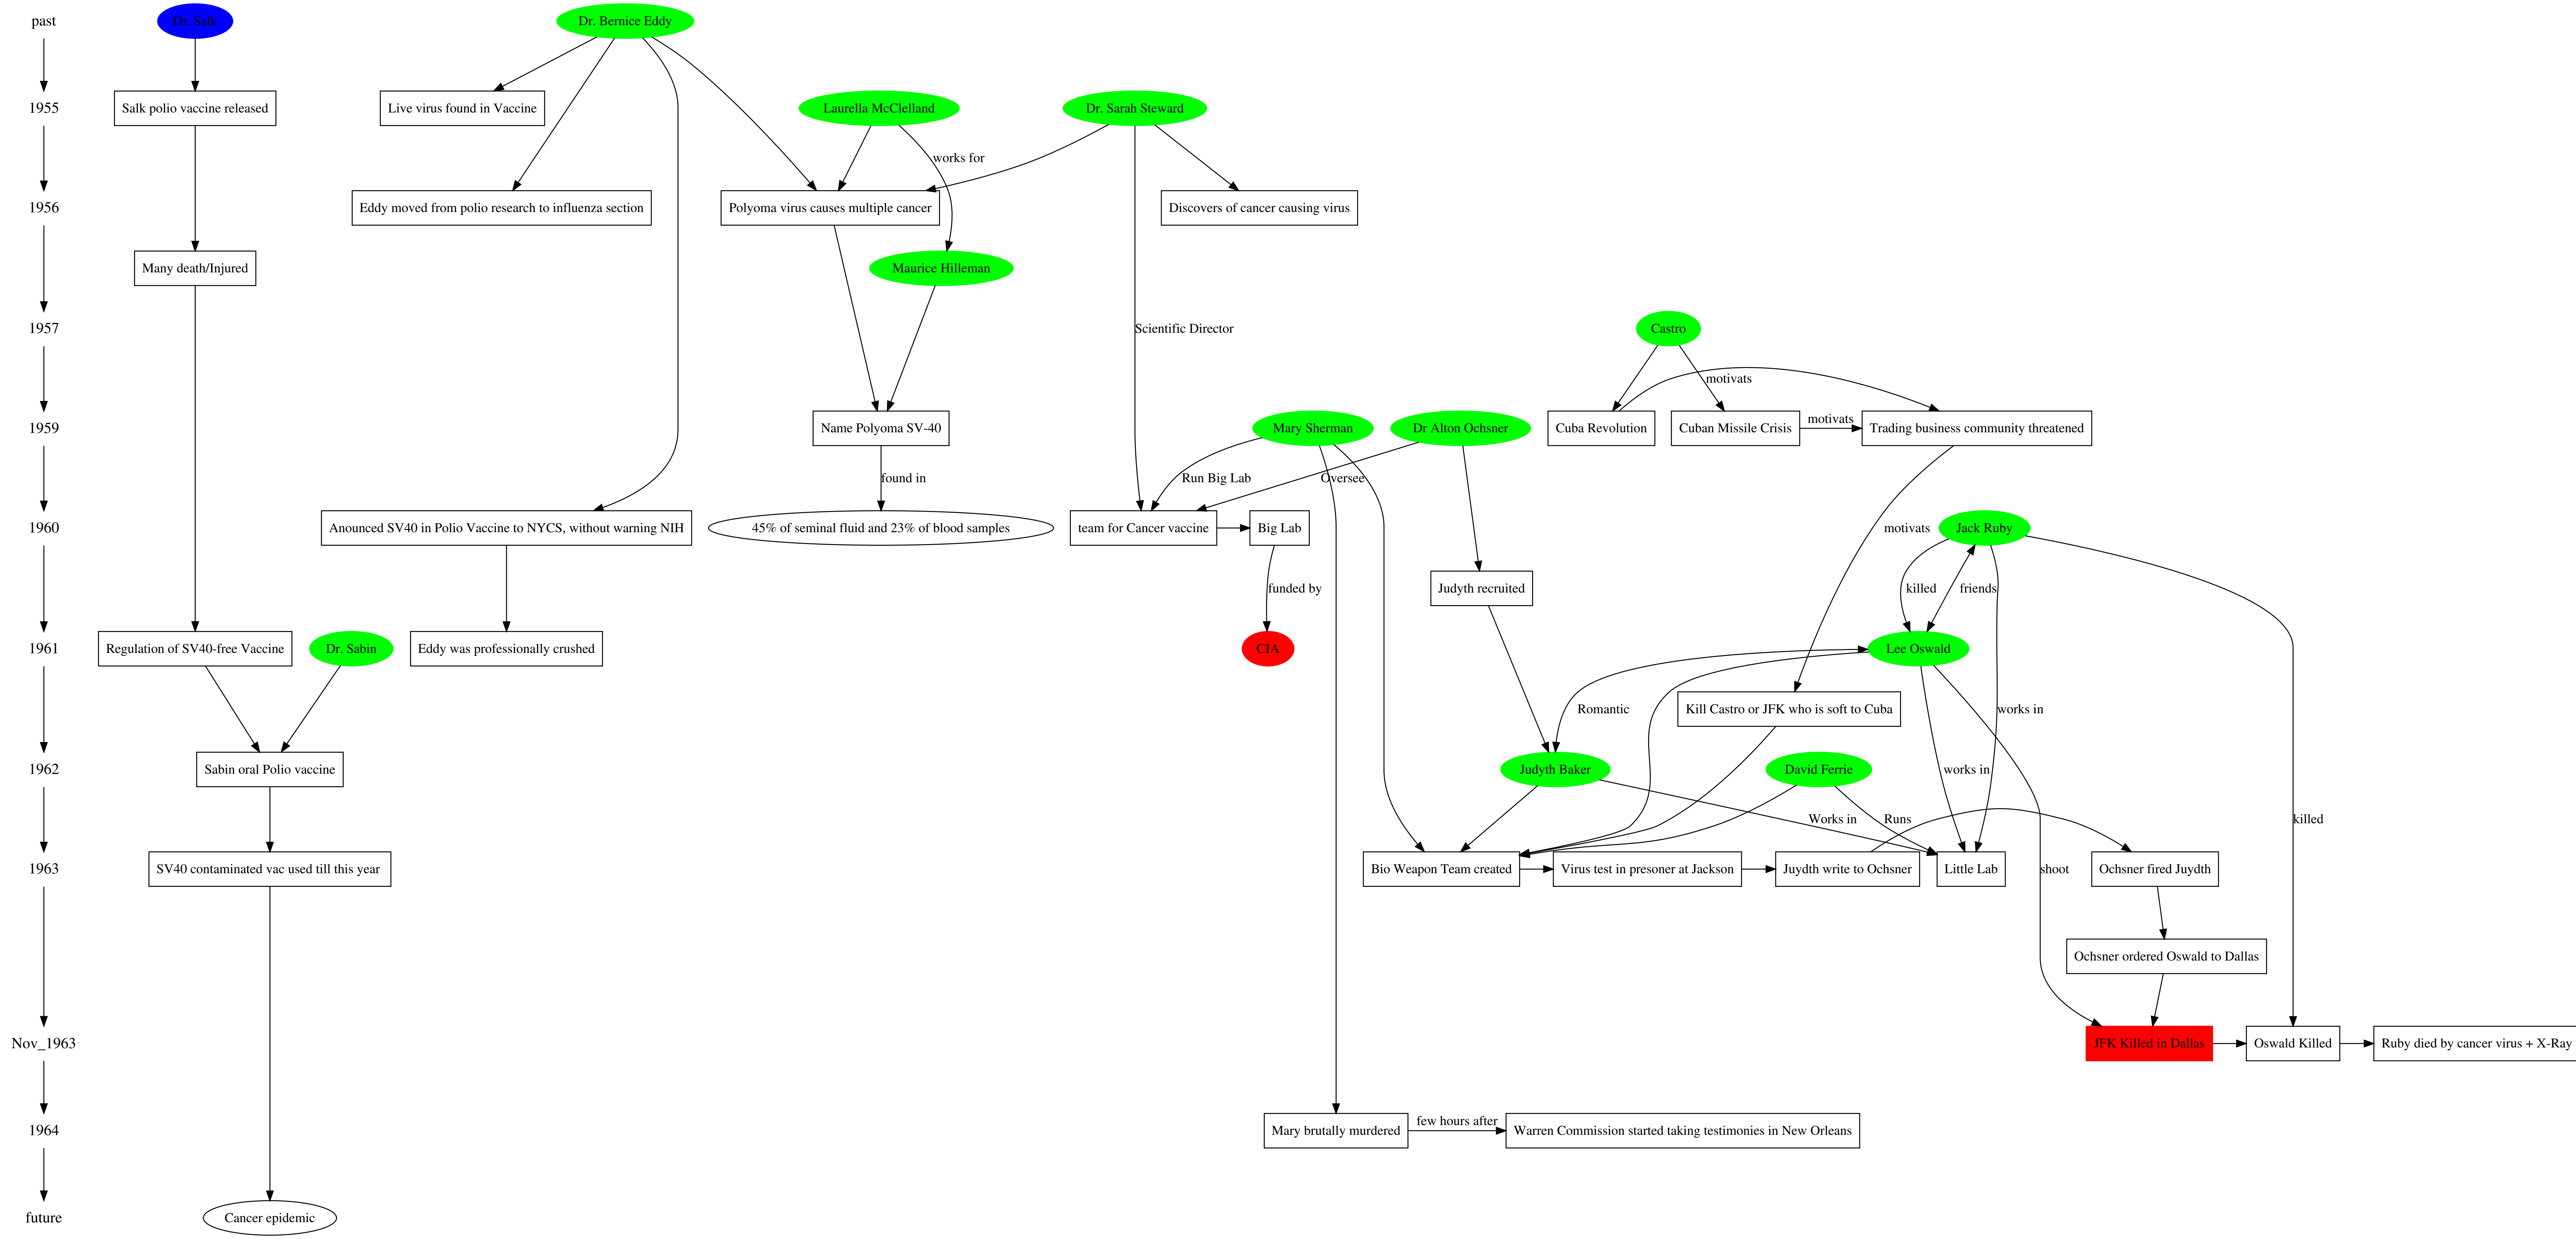 past
Dr. Salk
Dr. Bernice Eddy
1955
Salk polio vaccine released
Live virus found in Vaccine
Laurella McClelland
Dr. Sarah Steward
works for
1956
Eddy moved from polio research to influenza section
Polyoma virus causes multiple cancer
Discovers of cancer causing virus
Many death/Injured
Maurice Hilleman
1957
Scientific Director
Castro
motivats
1959
Name Polyoma SV-40
Mary Sherman
Dr Alton Ochsner
Cuba Revolution
Cuban Missile Crisis
motivats
Trading business community threatened
found in
Run Big Lab
Oversee
1960
Anounced SV40 in Polio Vaccine to NYCS, without warning NIH
45% of seminal fluid and 23% of blood samples
team for Cancer vaccine
Big Lab
motivats
Jack Ruby
funded by
Judyth recruited
killed
friends
1961
Regulation of SV40-free Vaccine
Dr. Sabin
Eddy was professionally crushed
CIA
Lee Oswald
Romantic
Kill Castro or JFK who is soft to Cuba
works in
1962
Sabin oral Polio vaccine
Judyth Baker
David Ferrie
works in
Works in
Runs
killed
1963
SV40 contaminated vac used till this year
Bio Weapon Team created
Virus test in presoner at Jackson
Juydth write to Ochsner
Little Lab
shoot
Ochsner fired Juydth
Ochsner ordered Oswald to Dallas
Nov_1963
JFK Killed in Dallas
Oswald Killed
Ruby died by cancer virus + X-Ray
1964
Mary brutally murdered
few hours after
Warren Commission started taking testimonies in New Orleans
future
Cancer epidemic